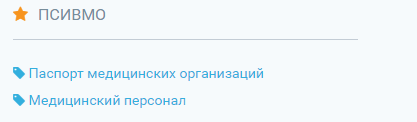 ПСИВМО
Паспорт медицинских организаций
Медицинский персонал